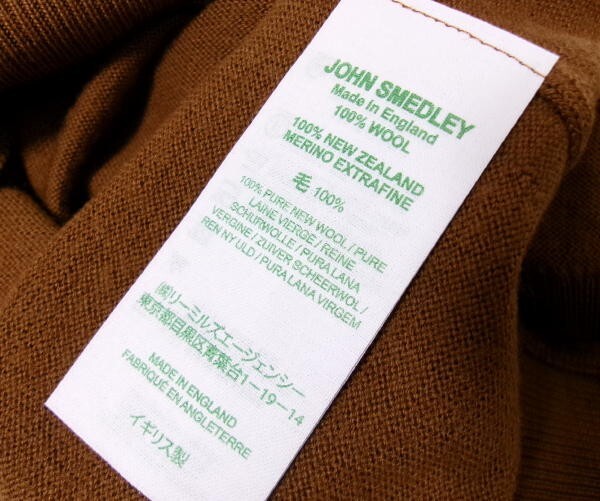 JOHN SMEDLEY
Made in England
100% WOOL
100% NEW ZEALAND
MERINO EXTRAFINE
毛 100%
100% PURE NEW WOOL / PURE
LAINE VIERGE / REINE
SCHURWOLLE / PURA LANA
VERGINE / ZUIVER SCHEERWOL /
REN NY ULD / PURA LANA VIRGEM
㈱リーミルズエージェンシー
東京都目黒区青葉台1-19-14
MADE IN ENGLAND
FABRIQUÉ EN ANGLETERRE
イギリス製